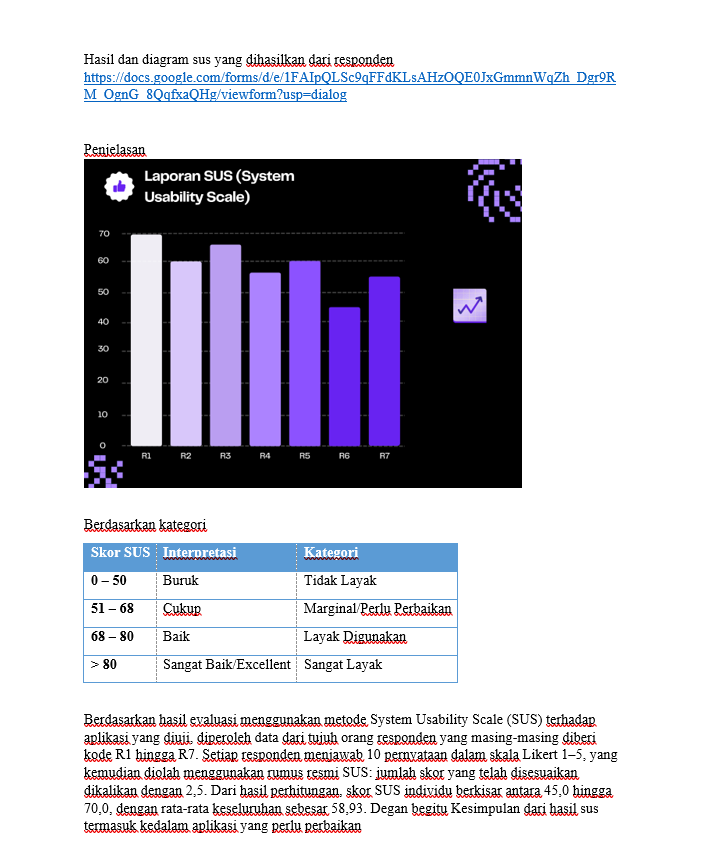 Hasil dan diagram sus yang dihasilkan dari responden
https://docs.google.com/forms/d/e/1FAIpQLSc9qFFdKLsAHzOQE0JxGmmnWqZh_Dgr9R
M_OgnG_8QqfxaQHg/viewform?usp=dialog
Penjelasan
Laporan SUS (System
Usability Scale)
70
60
50
40
30
20
10
0
R1 R2 R3 R4 R5 R6 R7
Berdasarkan kategori
Skor SUS Interpretasi Kategori
0 – 50 Buruk Tidak Layak
51 – 68 Cukup Marginal/Perlu Perbaikan
68 – 80 Baik Layak Digunakan
> 80 Sangat Baik/Excellent Sangat Layak
Berdasarkan hasil evaluasi menggunakan metode System Usability Scale (SUS) terhadap
aplikasi yang diuji, diperoleh data dari tujuh orang responden yang masing-masing diberi
kode R1 hingga R7. Setiap responden menjawab 10 pernyataan dalam skala Likert 1–5, yang
kemudian diolah menggunakan rumus resmi SUS: jumlah skor yang telah disesuaikan
dikalikan dengan 2,5. Dari hasil perhitungan, skor SUS individu berkisar antara 45,0 hingga
70,0, dengan rata-rata keseluruhan sebesar 58,93. Degan begitu Kesimpulan dari hasil sus
termasuk kedalam aplikasi yang perlu perbaikan